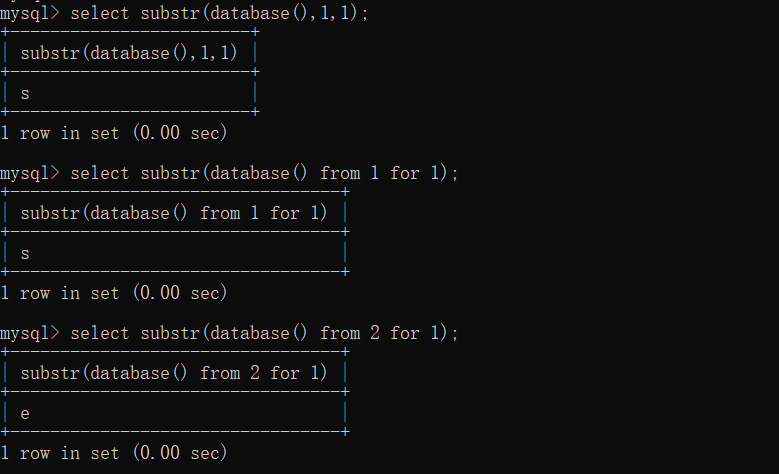 mysql> select substr(database(),1,1);
+------------------------+
| substr(database(),1,1) |
+------------------------+
| s                      |
+------------------------+
1 row in set (0.00 sec)

mysql> select substr(database() from 1 for 1);
+---------------------------------+
| substr(database() from 1 for 1) |
+---------------------------------+
| s                               |
+---------------------------------+
1 row in set (0.00 sec)

mysql> select substr(database() from 2 for 1);
+---------------------------------+
| substr(database() from 2 for 1) |
+---------------------------------+
| e                               |
+---------------------------------+
1 row in set (0.00 sec)